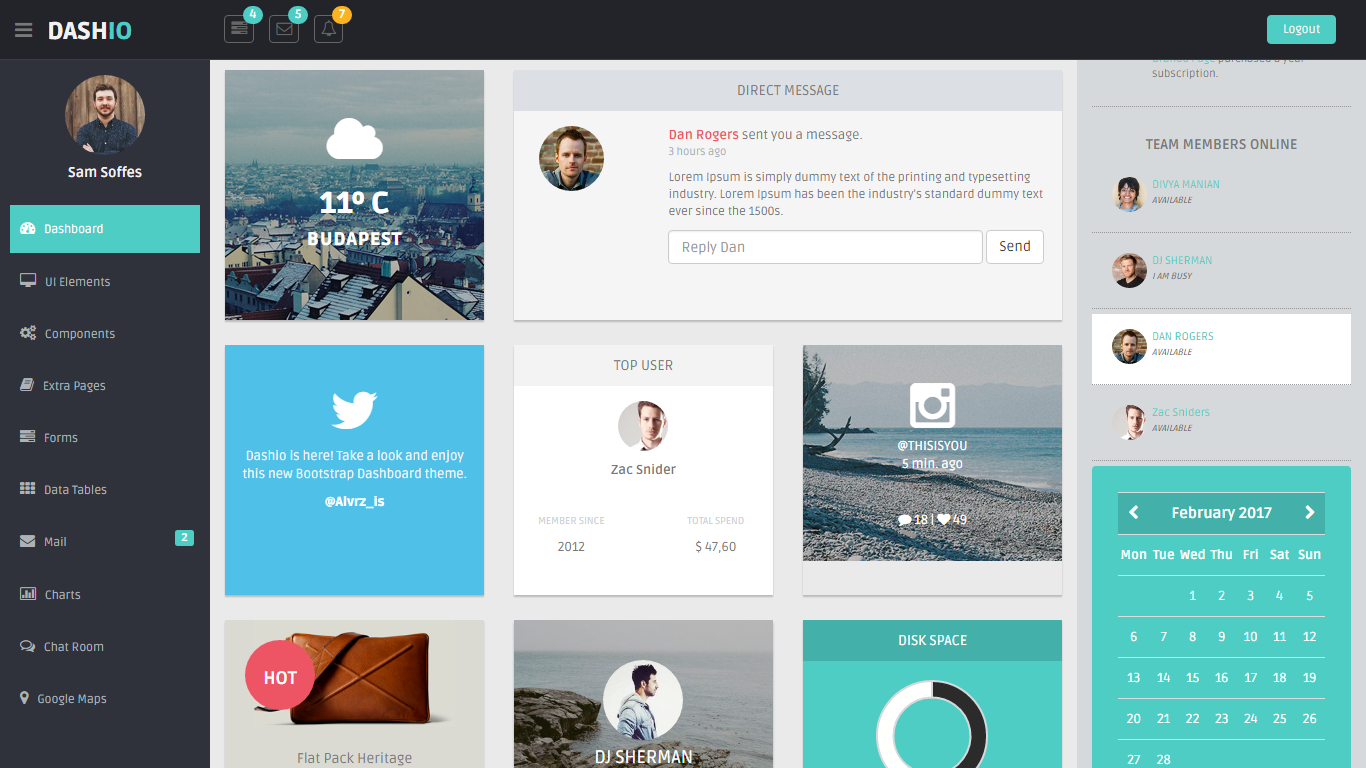 DASHIO
4
5
7
Logout
Sam Soffes
Dashboard
UI Elements
Components
Extra Pages
Forms
Data Tables
Mail
2
Charts
Chat Room
Google Maps
11º C
BUDAPEST
DIRECT MESSAGE
Dan Rogers sent you a message.
3 hours ago
Lorem Ipsum is simply dummy text of the printing and typesetting
industry. Lorem Ipsum has been the industry's standard dummy text
ever since the 1500s.
Reply Dan
Send
Dashio is here! Take a look and enjoy
this new Bootstrap Dashboard theme.
@Alvrz_is
TOP USER
Zac Snider
MEMBER SINCE
TOTAL SPEND
2012
$ 47,60
@THISISYOU
5 min. ago
18 | 49
HOT
Flat Pack Heritage
DJ SHERMAN
DISK SPACE
purchased a year
subscription.
TEAM MEMBERS ONLINE
DIVYA MANIAN
AVAILABLE
DJ SHERMAN
I AM BUSY
DAN ROGERS
AVAILABLE
Zac Sniders
AVAILABLE
February 2017
Mon Tue Wed Thu Fri Sat Sun
1 2 3 4 5
6 7 8 9 10 11 12
13 14 15 16 17 18 19
20 21 22 23 24 25 26
27 28